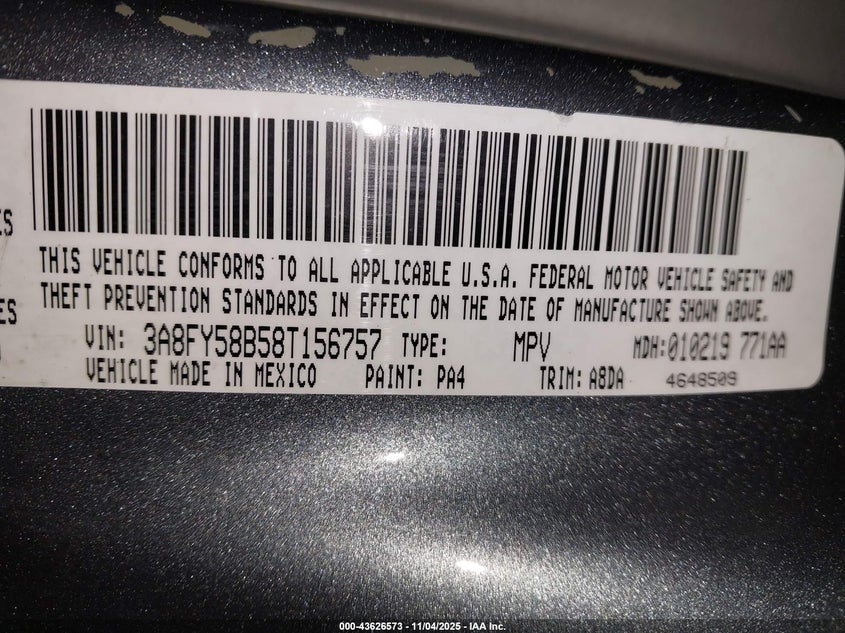 ES
THIS VEHICLE CONFORMS TO ALL APPLICABLE U.S.A. FEDERAL MOTOR VEHICLE SAFETY AND
ES THEFT PREVENTION STANDARDS IN EFFECT ON THE DATE OF MANUFACTURE SHOWN ABOVE.
VIN: 3A8FY58B58T156757 TYPE: MPV MDH:010219 771AA
VEHICLE MADE IN MEXICO PAINT: PA4 TRIM: A8DA 4648509
000-43626573 - 11/04/2025 - IAA Inc.